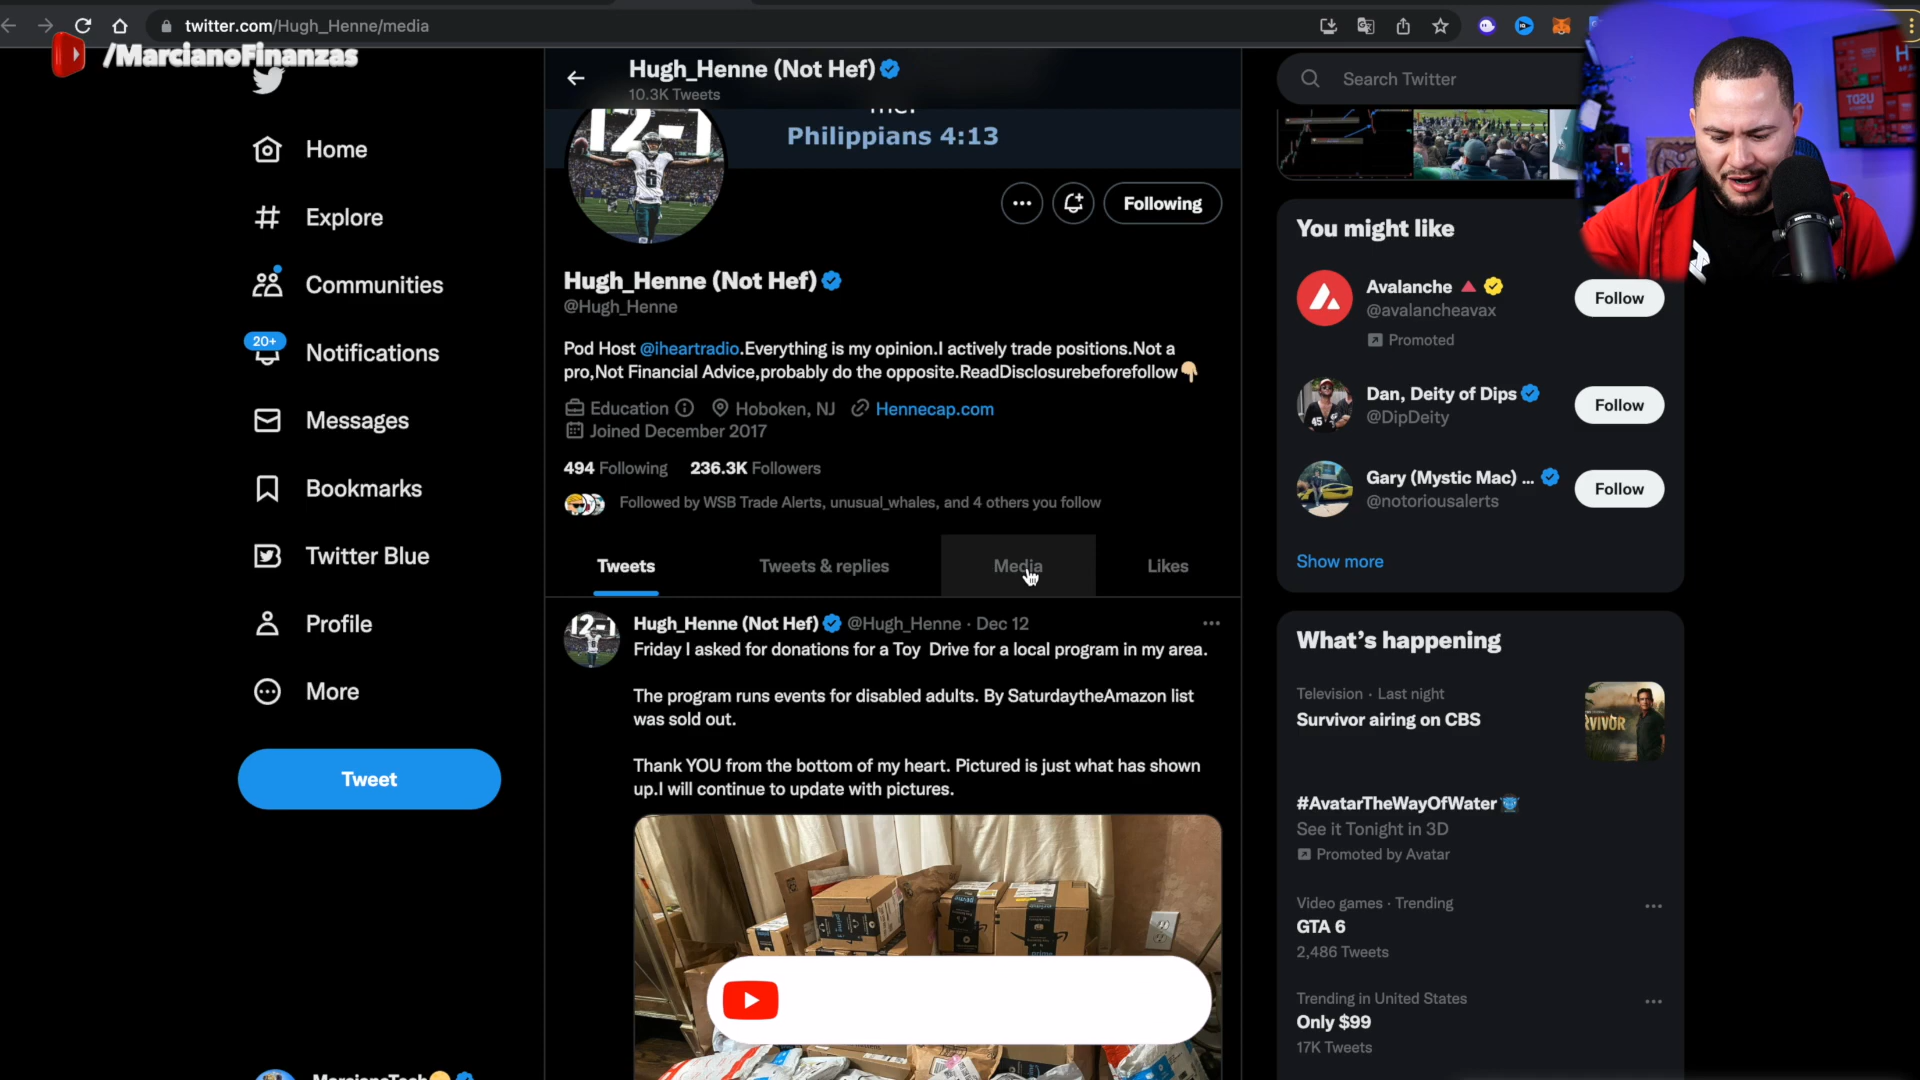 twitter.com/Hugh_Henne/media
/MarcianoFinanzas
Home
Explore
Communities
20+
Notifications
Messages
Bookmarks
Twitter Blue
Profile
More
Tweet
Hugh_Henne (Not Hef)
10.3K Tweets
me.
Philippians 4:13
12-1
6
Following
Hugh_Henne (Not Hef)
@Hugh_Henne
Pod Host @iheartradio.Everything is my opinion.I actively trade positions.Not a
pro,Not Financial Advice,probably do the opposite.ReadDisclosurebeforefollow
Education Hoboken, NJ Hennecap.com
Joined December 2017
494 Following 236.3K Followers
Followed by WSB Trade Alerts, unusual_whales, and 4 others you follow
Tweets Tweets & replies Media Likes
12-1
Hugh_Henne (Not Hef) @Hugh_Henne · Dec 12
Friday I asked for donations for a Toy Drive for a local program in my area.
The program runs events for disabled adults. By SaturdaytheAmazon list
was sold out.
Thank YOU from the bottom of my heart. Pictured is just what has shown
up.I will continue to update with pictures.
Search Twitter
You might like
Avalanche
@avalancheavax
Promoted
Follow
Dan, Deity of Dips
@DipDeity
Follow
Gary (Mystic Mac) ...
@notoriousalerts
Follow
Show more
What's happening
Television · Last night
Survivor airing on CBS
#AvatarTheWayOfWater
See it Tonight in 3D
Promoted by Avatar
Video games · Trending
GTA 6
2,486 Tweets
Trending in United States
Only $99
17K Tweets